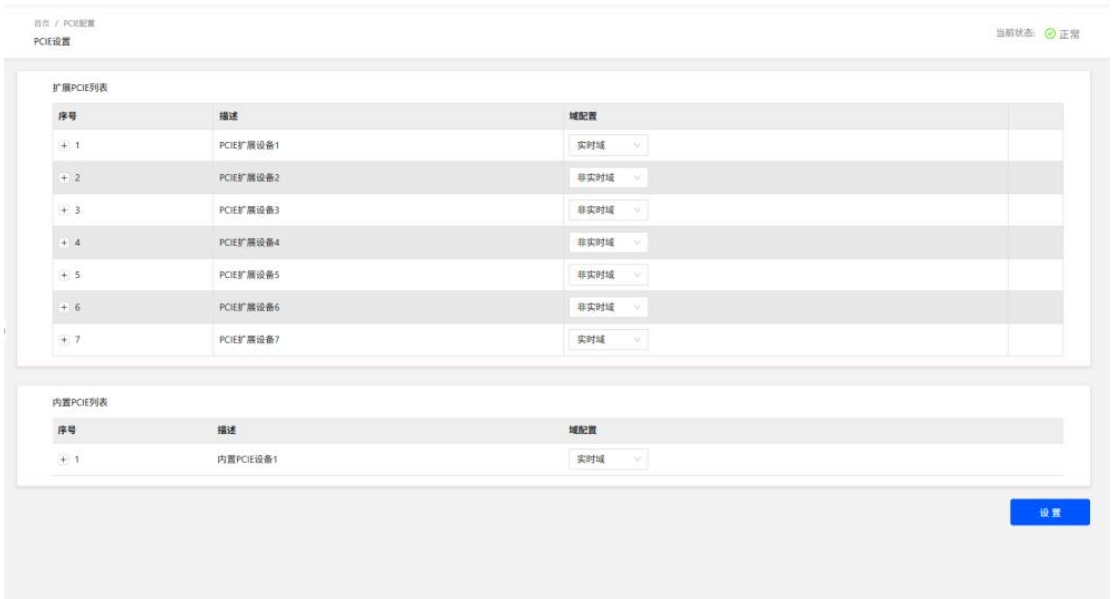 首页 / PCIE配置
PCIE设置
当前状态: 正常
扩展PCIE列表
序号 描述 域配置
1 PCIE扩展设备1 实时域
2 PCIE扩展设备2 非实时域
3 PCIE扩展设备3 非实时域
4 PCIE扩展设备4 非实时域
5 PCIE扩展设备5 非实时域
6 PCIE扩展设备6 非实时域
7 PCIE扩展设备7 实时域
内置PCIE列表
序号 描述 域配置
1 内置PCIE设备1 实时域
设 置